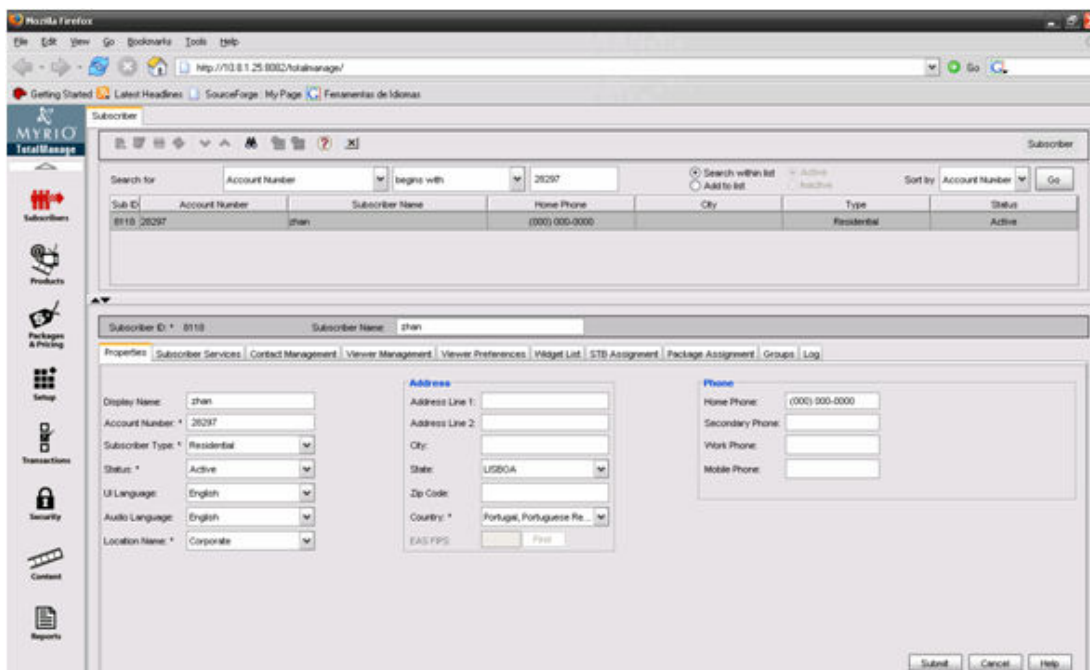 Mozilla Firefox
File Edit View Go Bookmarks Tools Help
http://10.8.1.25:8082/totalmanage/ Go
Getting Started Latest Headlines SourceForge: My Page Ferramentas de Idiomas
MYRIO
TotalManage
Subscriber
Subscriber
Search for Account Number begins with 28297 Search within list Active Sort by Account Number Go
Add to list Inactive
Sub ID Account Number Subscriber Name Home Phone City Type Status
8118 28297 zhan (000) 000-0000 Residential Active
Subscribers
Products
Packages & Pricing
Setup
Transactions
Security
Content
Reports
Subscriber ID: * 8118 Subscriber Name: zhan
Properties Subscriber Services Contact Management Viewer Management Viewer Preferences Widget List STB Assignment Package Assignment Groups Log
Address Phone
Display Name: zhan Address Line 1: Home Phone: (000) 000-0000
Account Number: * 28297 Address Line 2: Secondary Phone:
Subscriber Type: * Residential City: Work Phone:
Status: * Active State: LISBOA Mobile Phone:
UI Language: English Zip Code:
Audio Language: English Country: * Portugal, Portuguese Re...
Location Name: * Corporate EAS FIPS: Find
Submit Cancel Help